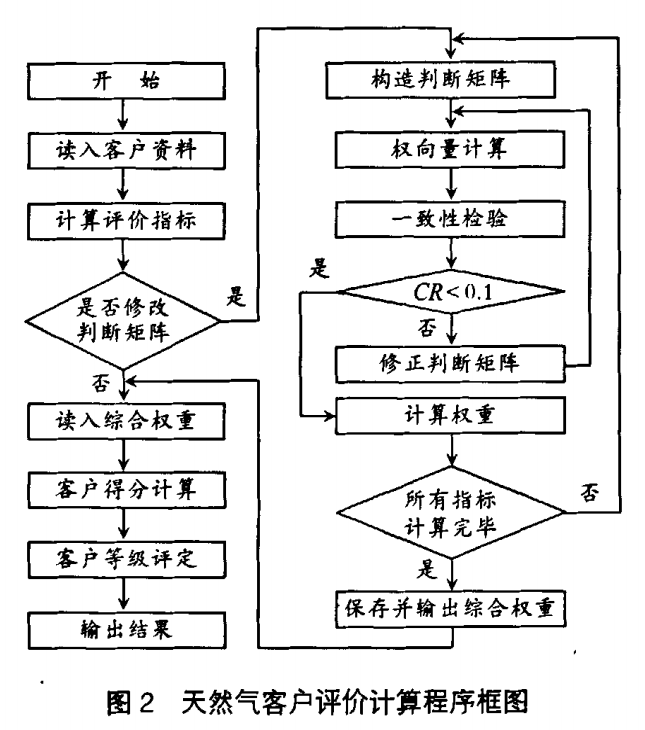 开 始
读入客户资料
计算评价指标
是否修改
判断矩阵
是
否
读入综合权重
客户得分计算
客户等级评定
输出结果
构造判断矩阵
权向量计算
一致性检验
CR<0.1
是
否
修正判断矩阵
计算权重
所有指标
计算完毕
否
是
保存并输出综合权重
图 2 天然气客户评价计算程序框图